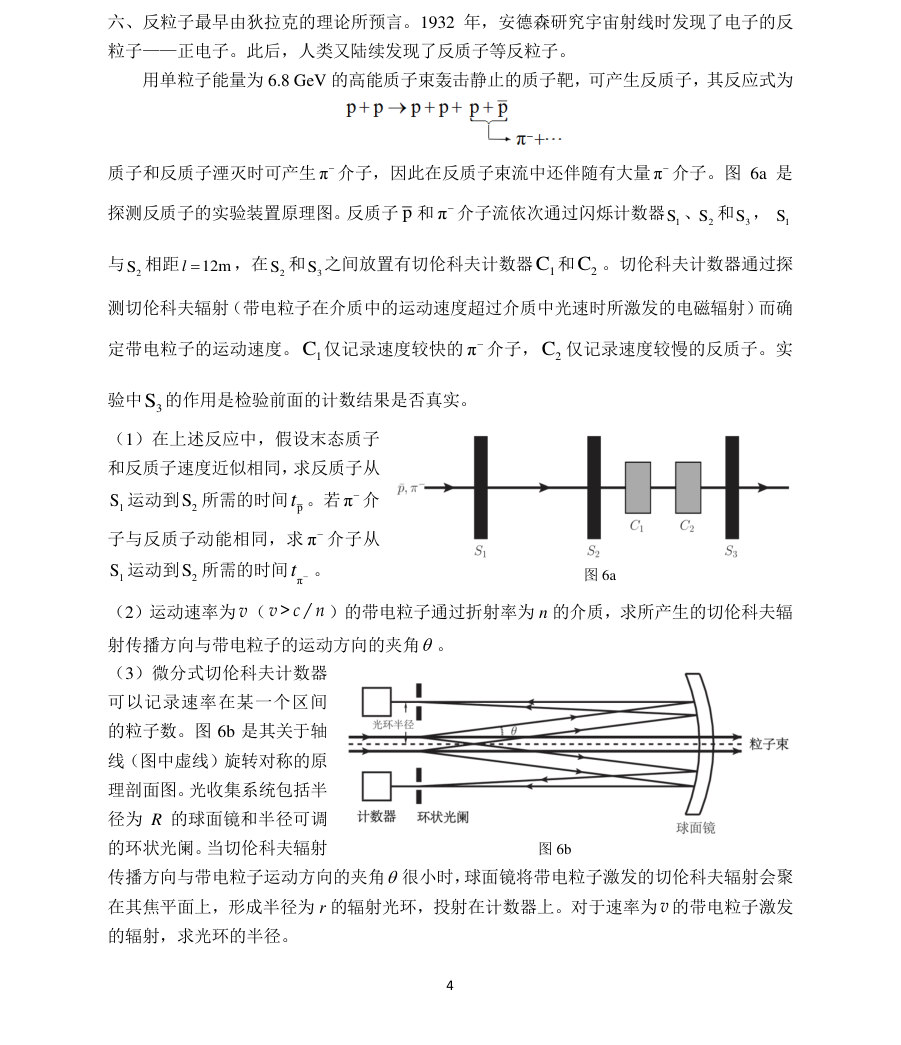 六、反粒子最早由狄拉克的理论所预言。1932 年，安德森研究宇宙射线时发现了电子的反
粒子——正电子。此后，人类又陆续发现了反质子等反粒子。
用单粒子能量为 6.8 GeV 的高能质子束轰击静止的质子靶，可产生反质子，其反应式为
p + p → p + p + p + p̅
π⁻+⋯
质子和反质子湮灭时可产生 π⁻ 介子，因此在反质子束流中还伴随有大量 π⁻ 介子。图 6a 是
探测反质子的实验装置原理图。反质子 p̅ 和 π⁻ 介子流依次通过闪烁计数器 S₁ 、S₂ 和 S₃ ， S₁
与 S₂ 相距 l = 12m ，在 S₂ 和 S₃ 之间放置有切伦科夫计数器 C₁ 和 C₂ 。切伦科夫计数器通过探
测切伦科夫辐射（带电粒子在介质中的运动速度超过介质中光速时所激发的电磁辐射）而确
定带电粒子的运动速度。 C₁ 仅记录速度较快的 π⁻ 介子， C₂ 仅记录速度较慢的反质子。实
验中 S₃ 的作用是检验前面的计数结果是否真实。
（1）在上述反应中，假设末态质子
和反质子速度近似相同，求反质子从
S₁ 运动到 S₂ 所需的时间 t_p̅ 。若 π⁻ 介
子与反质子动能相同，求 π⁻ 介子从
S₁ 运动到 S₂ 所需的时间 t_π⁻ 。
p̅, π⁻
C₁ C₂
S₁ S₂ S₃
图 6a
（2）运动速率为 v（ v > c / n ）的带电粒子通过折射率为 n 的介质，求所产生的切伦科夫辐
射传播方向与带电粒子的运动方向的夹角 θ 。
（3）微分式切伦科夫计数器
可以记录速率在某一个区间
的粒子数。图 6b 是其关于轴
线（图中虚线）旋转对称的原
理剖面图。光收集系统包括半
径为 R 的球面镜和半径可调
的环状光阑。当切伦科夫辐射
光环半径
θ
粒子束
计数器 环状光阑
球面镜
图 6b
传播方向与带电粒子运动方向的夹角 θ 很小时，球面镜将带电粒子激发的切伦科夫辐射会聚
在其焦平面上，形成半径为 r 的辐射光环，投射在计数器上。对于速率为 v 的带电粒子激发
的辐射，求光环的半径。
4